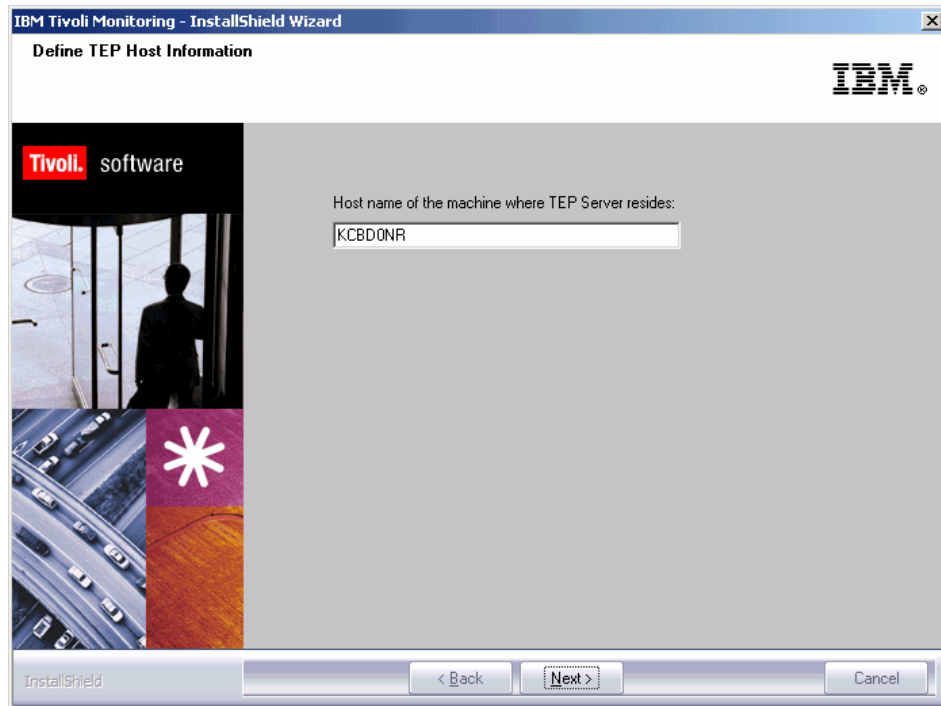 IBM Tivoli Monitoring - InstallShield Wizard
Define TEP Host Information
IBM®
Tivoli. software
Host name of the machine where TEP Server resides:
KCBD0NR
InstallShield
< Back
Next >
Cancel